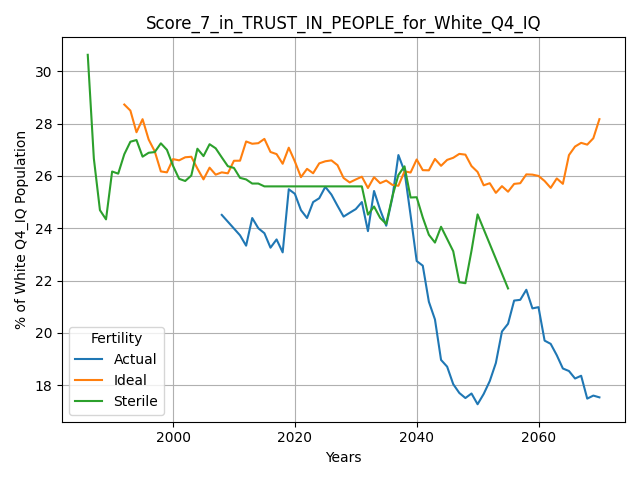 Score_7_in_TRUST_IN_PEOPLE_for_White_Q4_IQ
% of White Q4_IQ Population
30
28
26
24
22
20
18
Fertility
Actual
Ideal
Sterile
2000 2020 2040 2060
Years